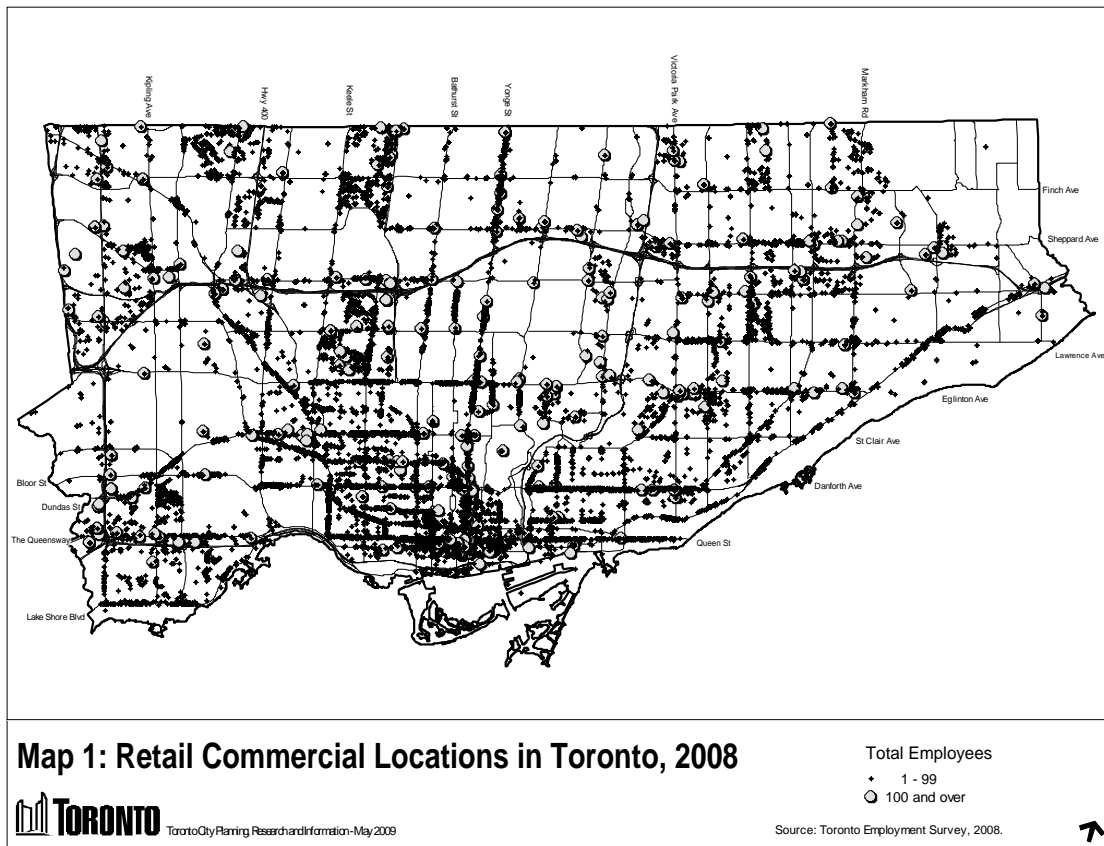 Kipling Ave
Hwy 400
Keele St
Bathurst St
Yonge St
Victoria Park Ave
Markham Rd
Finch Ave
Sheppard Ave
Lawrence Ave
Eglinton Ave
St Clair Ave
Danforth Ave
Queen St
Bloor St
Dundas St
The Queensway
Lake Shore Blvd
Map 1: Retail Commercial Locations in Toronto, 2008
Total Employees
1 - 99
100 and over
TORONTO
Toronto City Planning, Research and Information - May 2009
Source: Toronto Employment Survey, 2008.